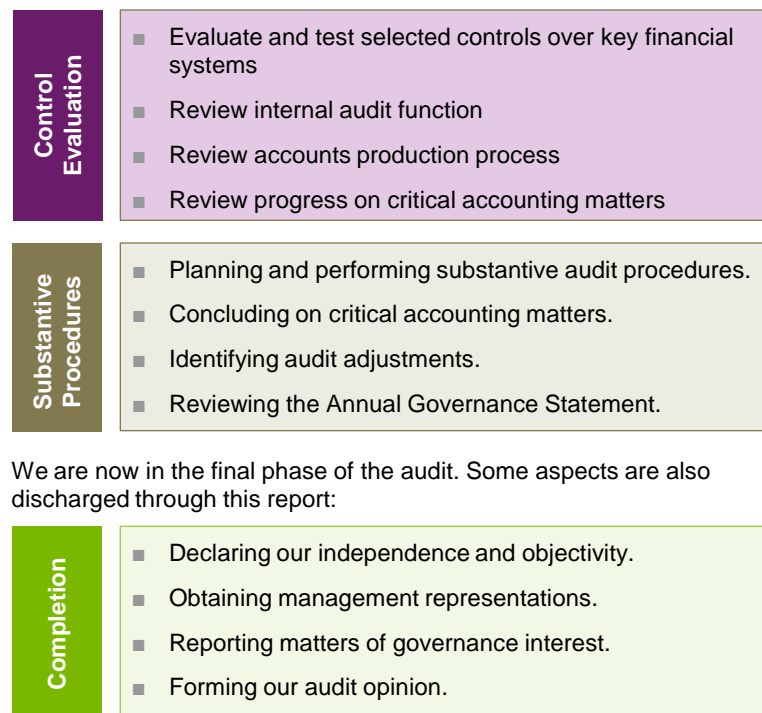 Control
Evaluation
■ Evaluate and test selected controls over key financial
systems
■ Review internal audit function
■ Review accounts production process
■ Review progress on critical accounting matters
Substantive
Procedures
■ Planning and performing substantive audit procedures.
■ Concluding on critical accounting matters.
■ Identifying audit adjustments.
■ Reviewing the Annual Governance Statement.
We are now in the final phase of the audit. Some aspects are also
discharged through this report:
Completion
■ Declaring our independence and objectivity.
■ Obtaining management representations.
■ Reporting matters of governance interest.
■ Forming our audit opinion.